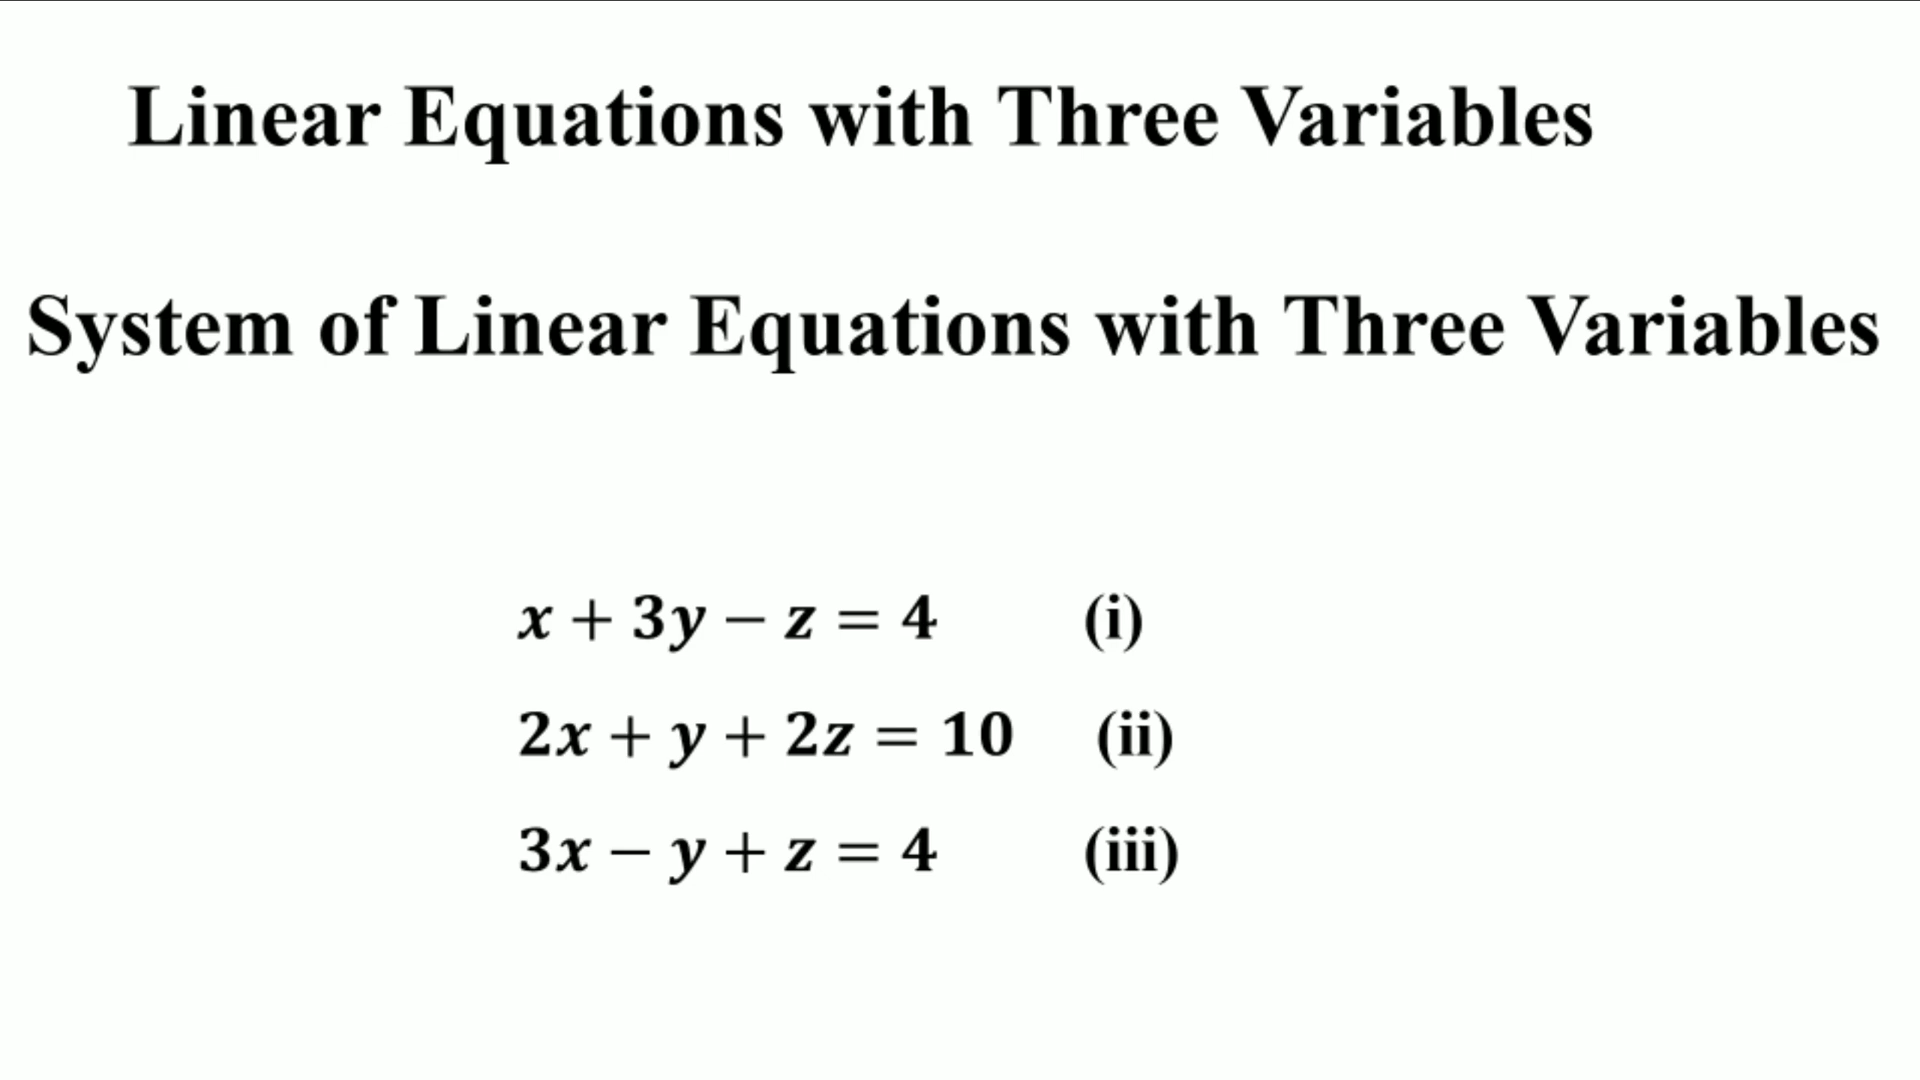 Linear Equations with Three Variables
System of Linear Equations with Three Variables
x + 3y − z = 4 (i)
2x + y + 2z = 10 (ii)
3x − y + z = 4 (iii)